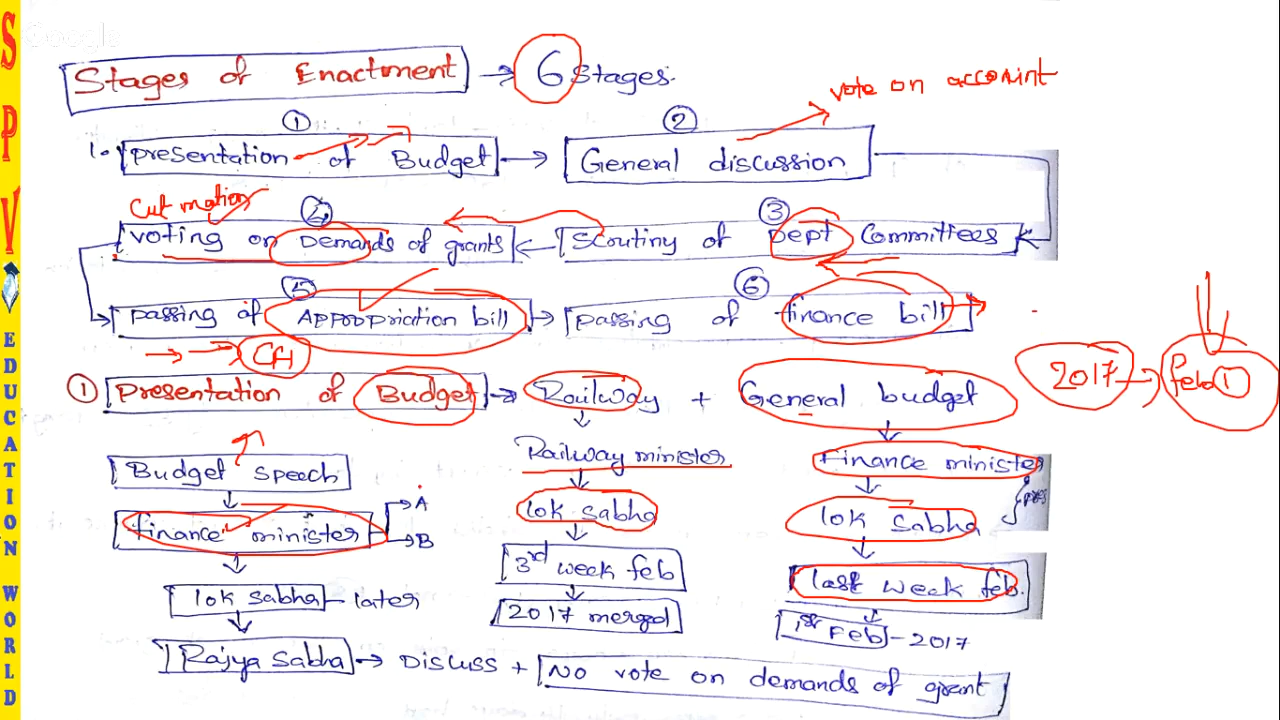 SPV EDUCATION WORLD
Google
Stages of Enactment → 6 Stages.
vote on account
① ②
1. presentation of Budget → General discussion
Cut motion
④ ③
voting on Demands of grants ← Scrutiny of Dept Committees
⑤ ⑥
passing of Appropriation bill → passing of finance bill
→ → CFI
① presentation of Budget → Railway + General budget
2017 → feb ①
Budget speech
Railway minister
Finance minister
finance minister
A
B
lok sabha
lok sabha
lok sabha - later
3rd week feb
last week feb.
2017 merged
1st Feb - 2017
Rajya sabha → Discuss + No vote on demands of grant